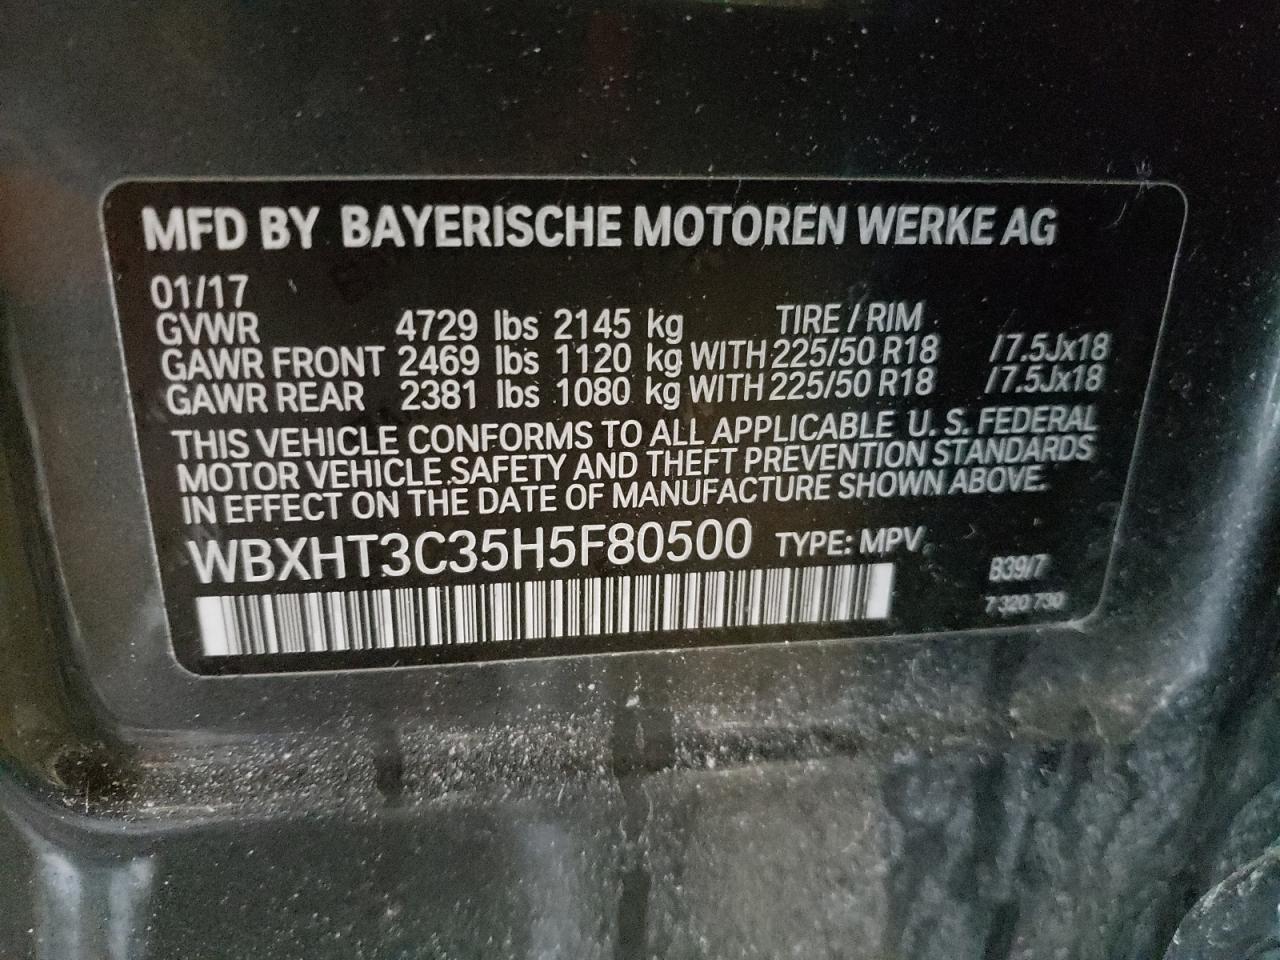 MFD BY BAYERISCHE MOTOREN WERKE AG
01/17
GVWR 4729 lbs 2145 kg TIRE / RIM
GAWR FRONT 2469 lbs 1120 kg WITH 225/50 R18 /7.5Jx18
GAWR REAR 2381 lbs 1080 kg WITH 225/50 R18 /7.5Jx18
THIS VEHICLE CONFORMS TO ALL APPLICABLE U. S. FEDERAL
MOTOR VEHICLE SAFETY AND THEFT PREVENTION STANDARDS
IN EFFECT ON THE DATE OF MANUFACTURE SHOWN ABOVE.
WBXHT3C35H5F80500 TYPE: MPV
B39/7
7 320 730